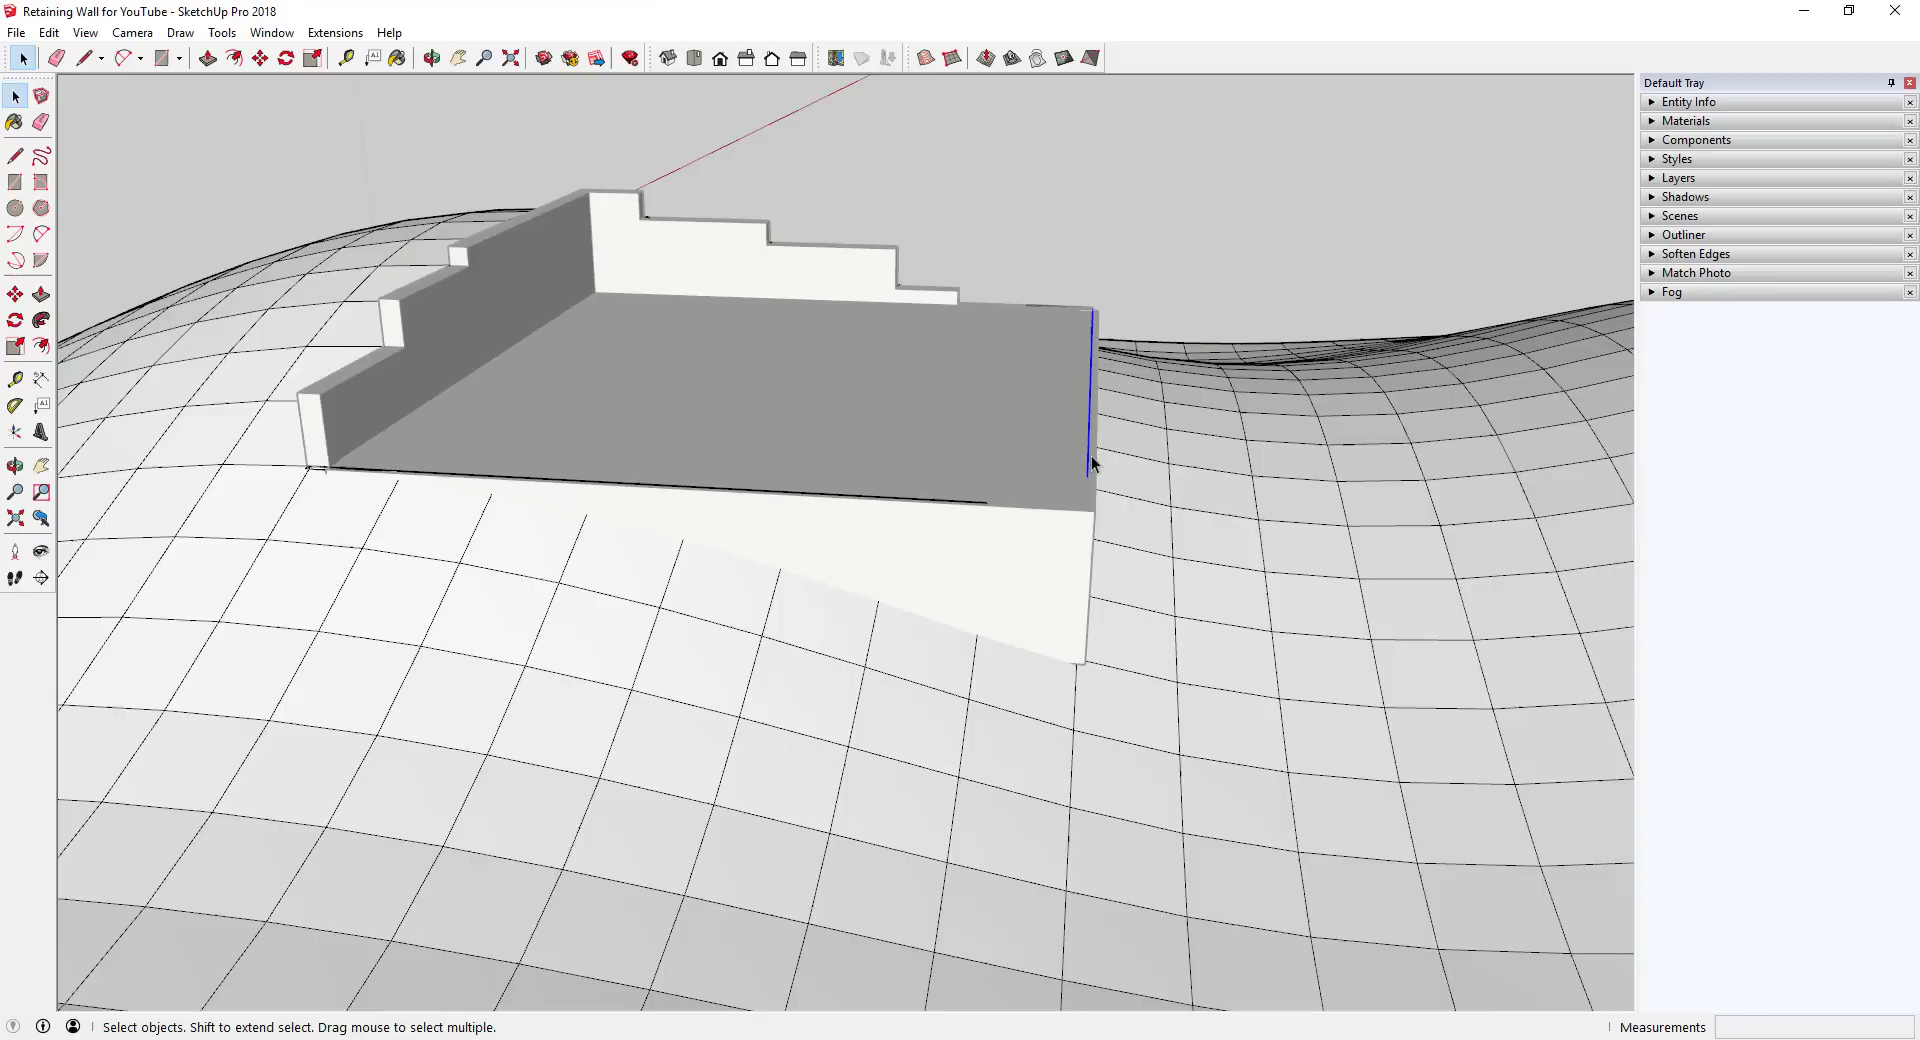 Retaining Wall for YouTube - SketchUp Pro 2018
File Edit View Camera Draw Tools Window Extensions Help
Default Tray
Entity Info
Materials
Components
Styles
Layers
Shadows
Scenes
Outliner
Soften Edges
Match Photo
Fog
Select objects. Shift to extend select. Drag mouse to select multiple.
Measurements